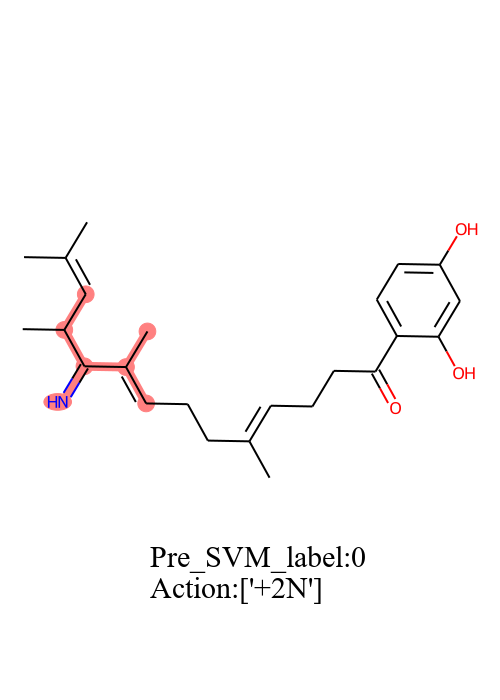 OH
HN
OH
O
Pre_SVM_label:0
Action:['+2N']